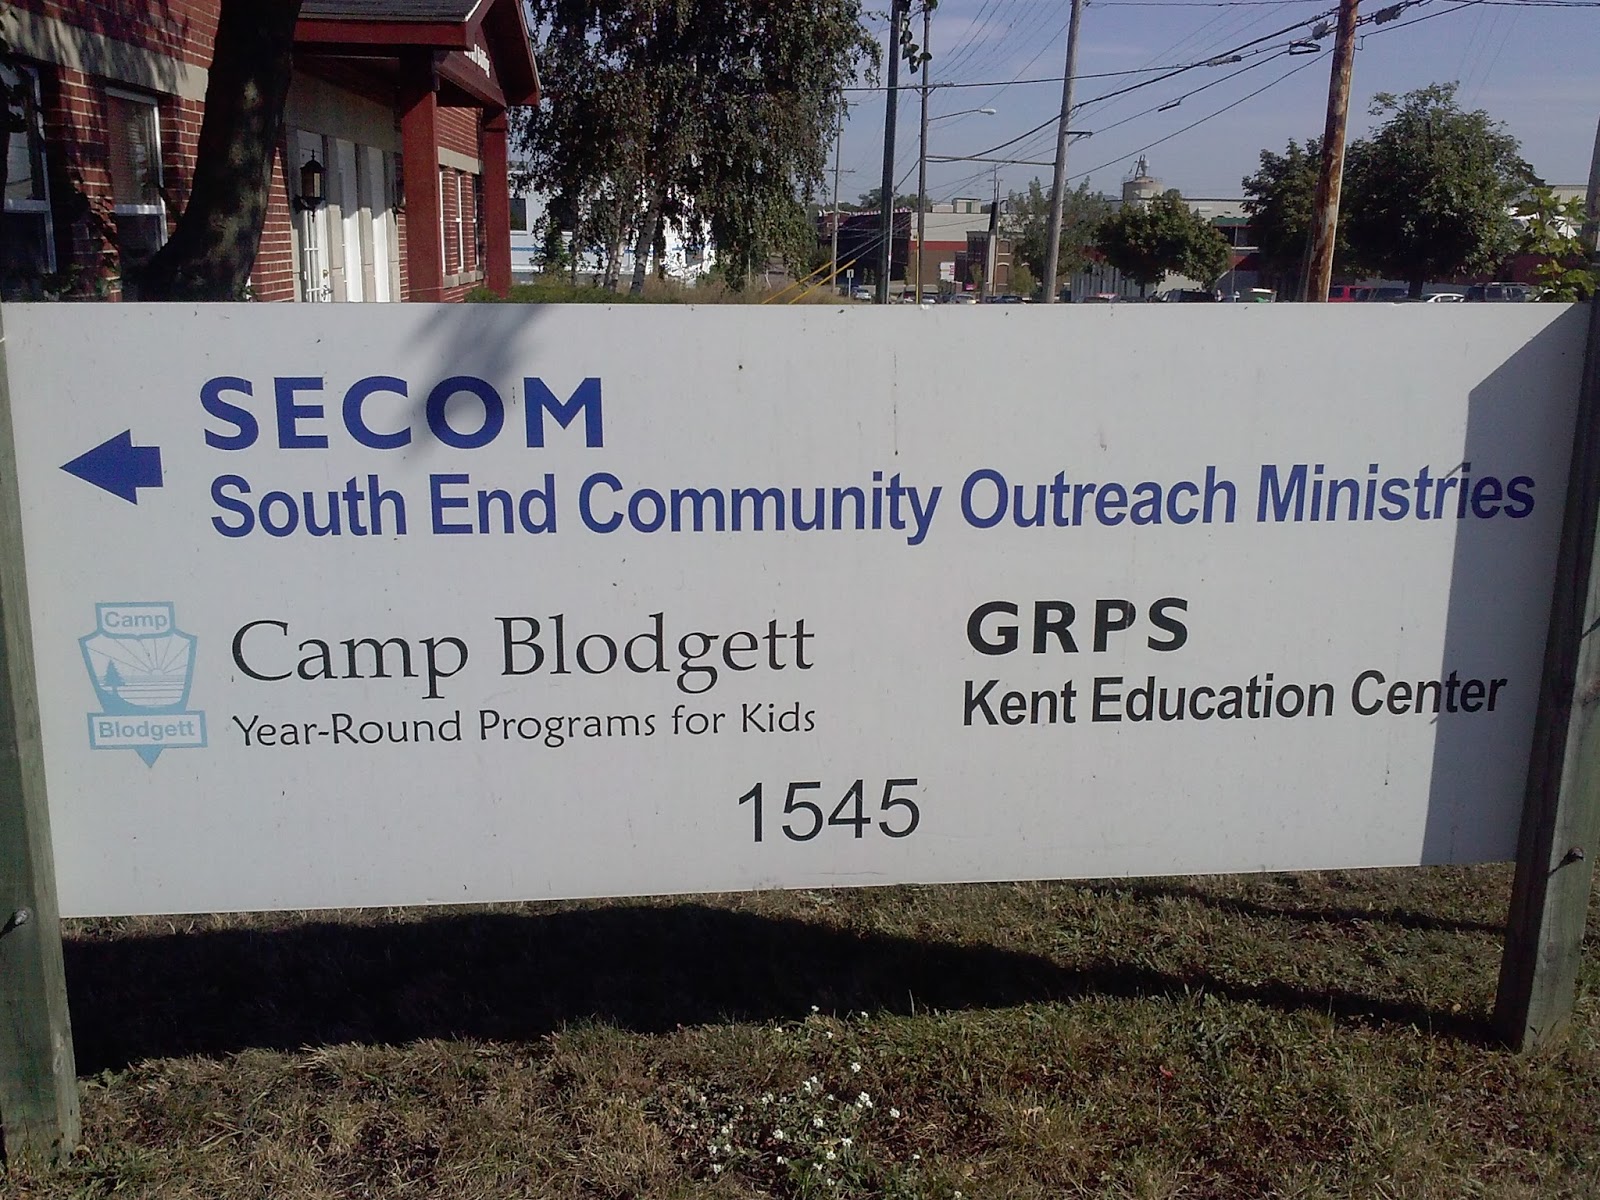 SECOM
South End Community Outreach Ministries
Camp
Blodgett
Camp Blodgett
Year-Round Programs for Kids
GRPS
Kent Education Center
1545